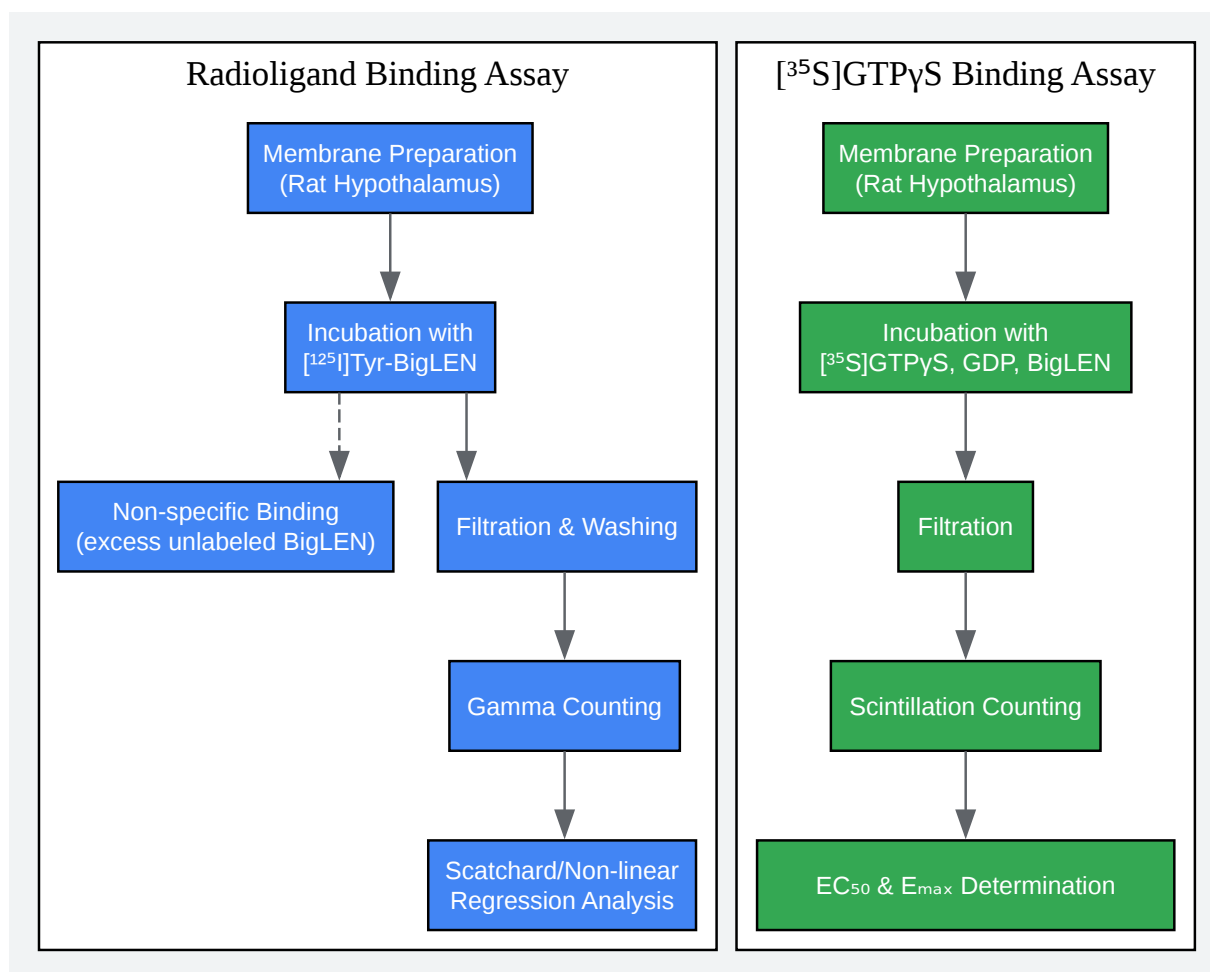 Radioligand Binding Assay
Membrane Preparation
(Rat Hypothalamus)
Incubation with
[¹²⁵I]Tyr-BigLEN
Non-specific Binding
(excess unlabeled BigLEN)
Filtration & Washing
Gamma Counting
Scatchard/Non-linear
Regression Analysis
[³⁵S]GTPγS Binding Assay
Membrane Preparation
(Rat Hypothalamus)
Incubation with
[³⁵S]GTPγS, GDP, BigLEN
Filtration
Scintillation Counting
EC₅₀ & Eₘₐₓ Determination